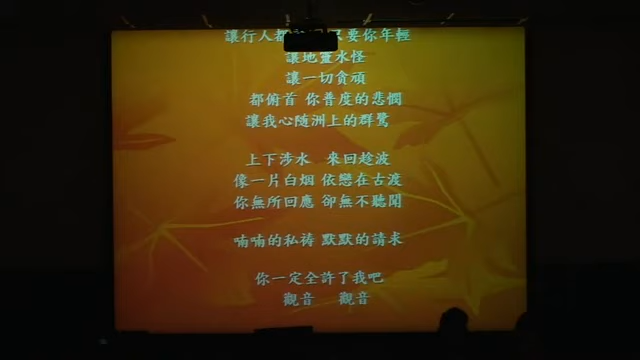 讓行人都 只要你年輕
讓地靈水怪
讓一切貪頑
都俯首 你普度的悲憫
讓我心隨洲上的群鷺
上下涉水 來回趁波
像一片白烟 依戀在古渡
你無所回應 卻無不聽聞
喃喃的私祷 默默的請求
你一定全許了我吧
觀音 觀音